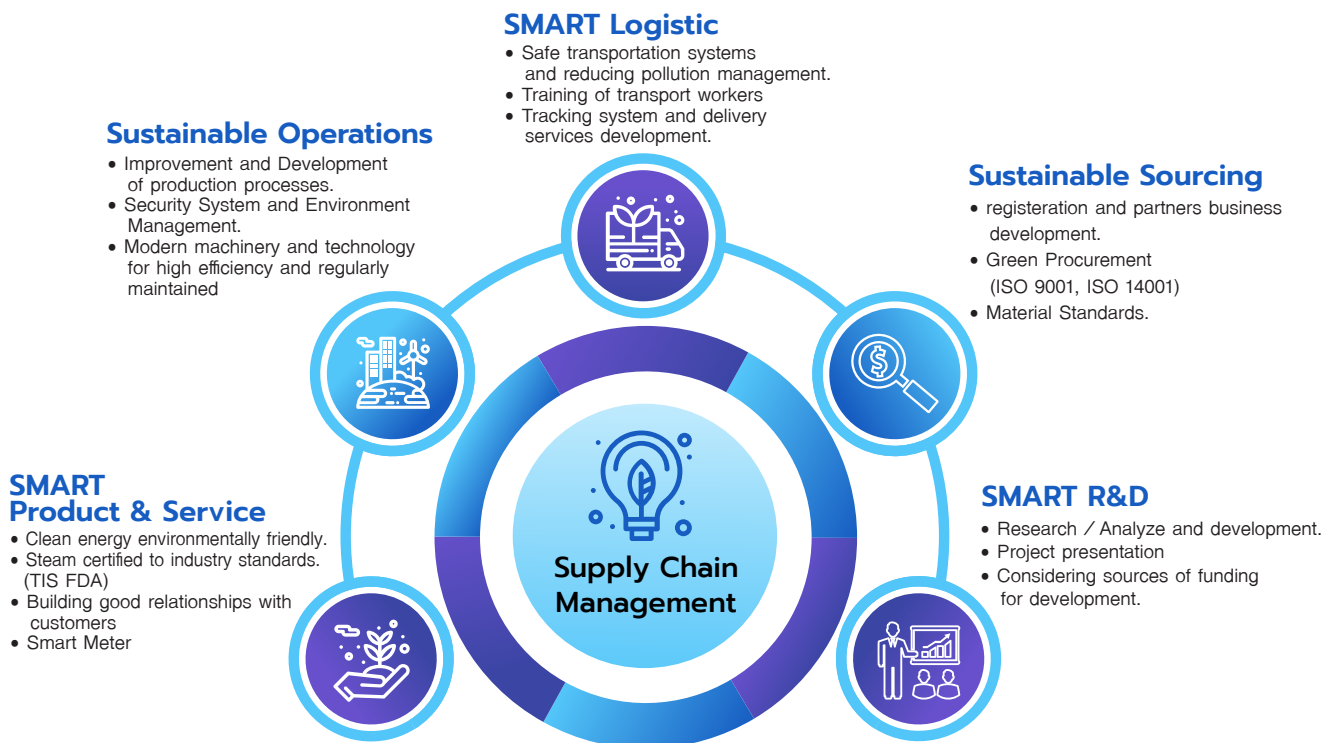 SMART Logistic
• Safe transportation systems
and reducing pollution management.
• Training of transport workers
• Tracking system and delivery
services development.
Sustainable Operations
• Improvement and Development
of production processes.
• Security System and Environment
Management.
• Modern machinery and technology
for high efficiency and regularly
maintained
Sustainable Sourcing
• registeration and partners business
development.
• Green Procurement
(ISO 9001, ISO 14001)
• Material Standards.
SMART
Product & Service
• Clean energy environmentally friendly.
• Steam certified to industry standards.
(TIS FDA)
• Building good relationships with
customers
• Smart Meter
SMART R&D
• Research / Analyze and development.
• Project presentation
• Considering sources of funding
for development.
$
Supply Chain
Management